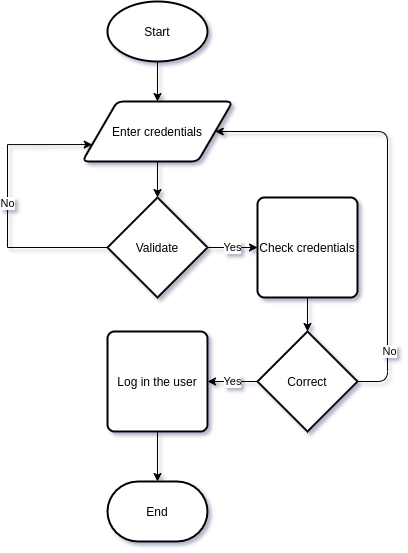 Start
Enter credentials
No
Validate
Yes
Check credentials
No
Log in the user
Yes
Correct
End